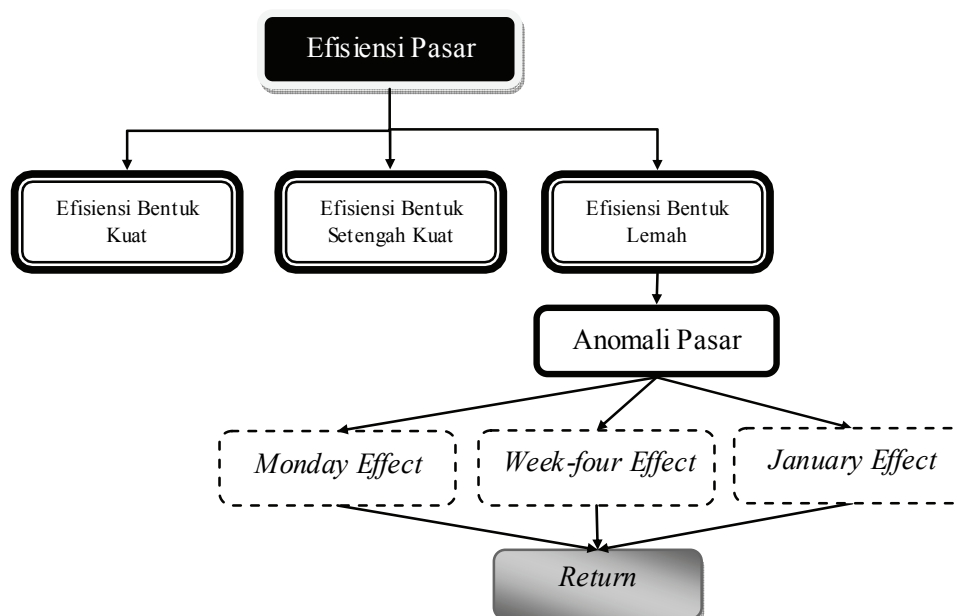 Efisiensi Pasar
Efisiensi Bentuk
Kuat
Efisiensi Bentuk
Setengah Kuat
Efisiensi Bentuk
Lemah
Anomali Pasar
Monday Effect
Week-four Effect
January Effect
Return